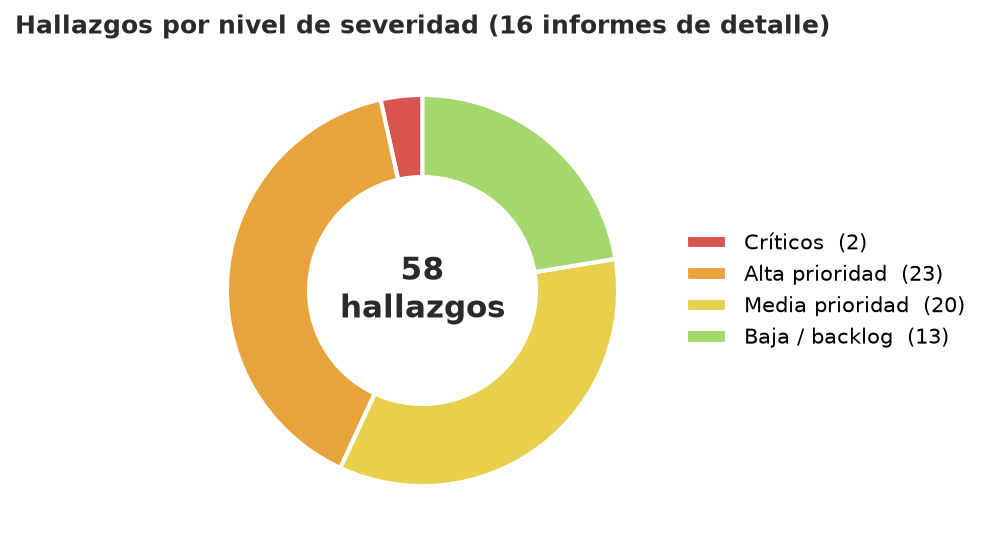 Hallazgos por nivel de severidad (16 informes de detalle)
58
hallazgos
Críticos (2)
Alta prioridad (23)
Media prioridad (20)
Baja / backlog (13)